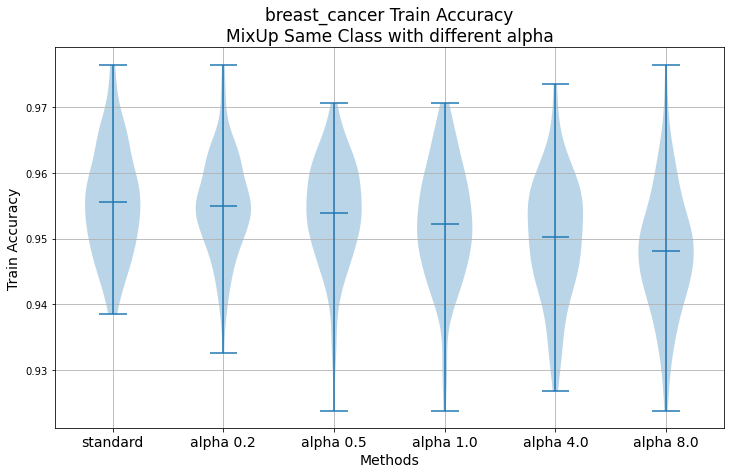 breast_cancer Train Accuracy
MixUp Same Class with different alpha
Train Accuracy
0.97
0.96
0.95
0.94
0.93
standard
alpha 0.2
alpha 0.5
alpha 1.0
alpha 4.0
alpha 8.0
Methods